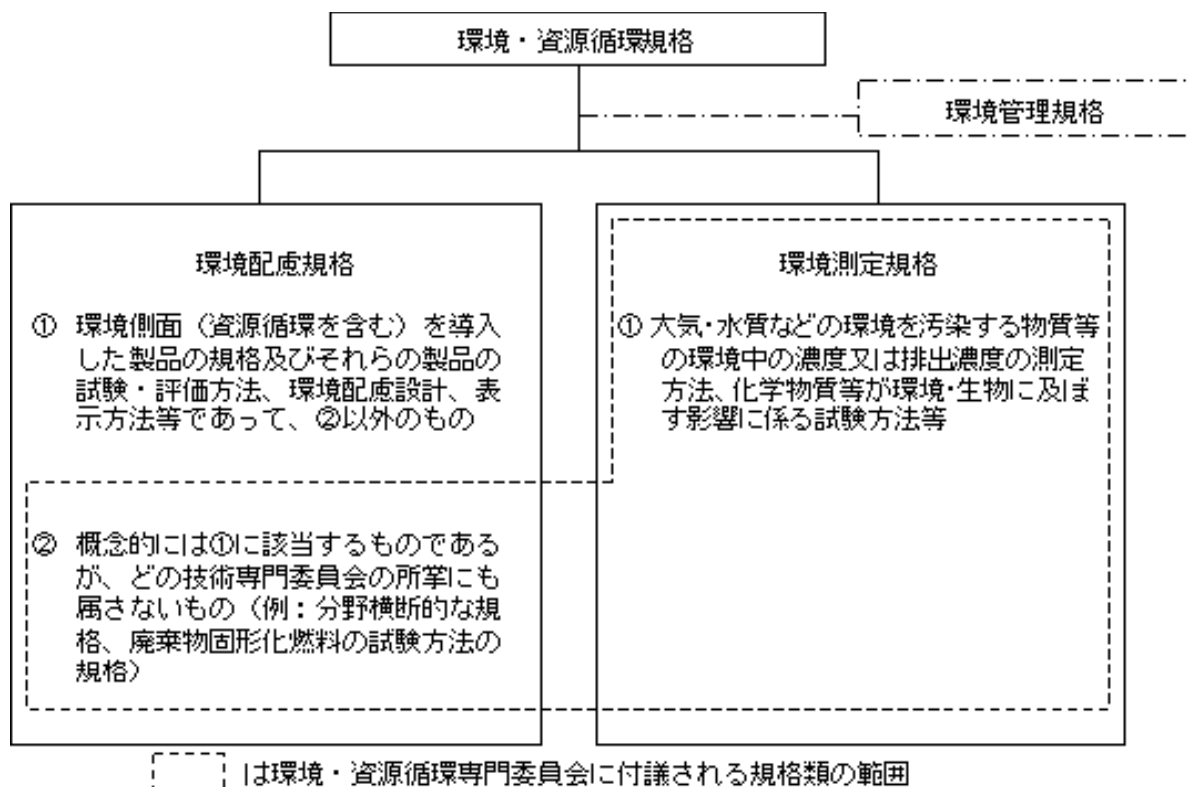 環境・資源循環規格
環境管理規格
環境配慮規格
① 環境側面（資源循環を含む）を導入
した製品の規格及びそれらの製品の
試験・評価方法、環境配慮設計、表
示方法等であって、②以外のもの
② 概念的には①に該当するものである
が、どの技術専門委員会の所掌にも
属さないもの（例：分野横断的な規
格、廃棄物固形化燃料の試験方法の
規格）
環境測定規格
① 大気・水質などの環境を汚染する物質等
の環境中の濃度又は排出濃度の測定
方法、化学物質等が環境・生物に及ぼ
す影響に係る試験方法等
は環境・資源循環専門委員会に付議される規格類の範囲